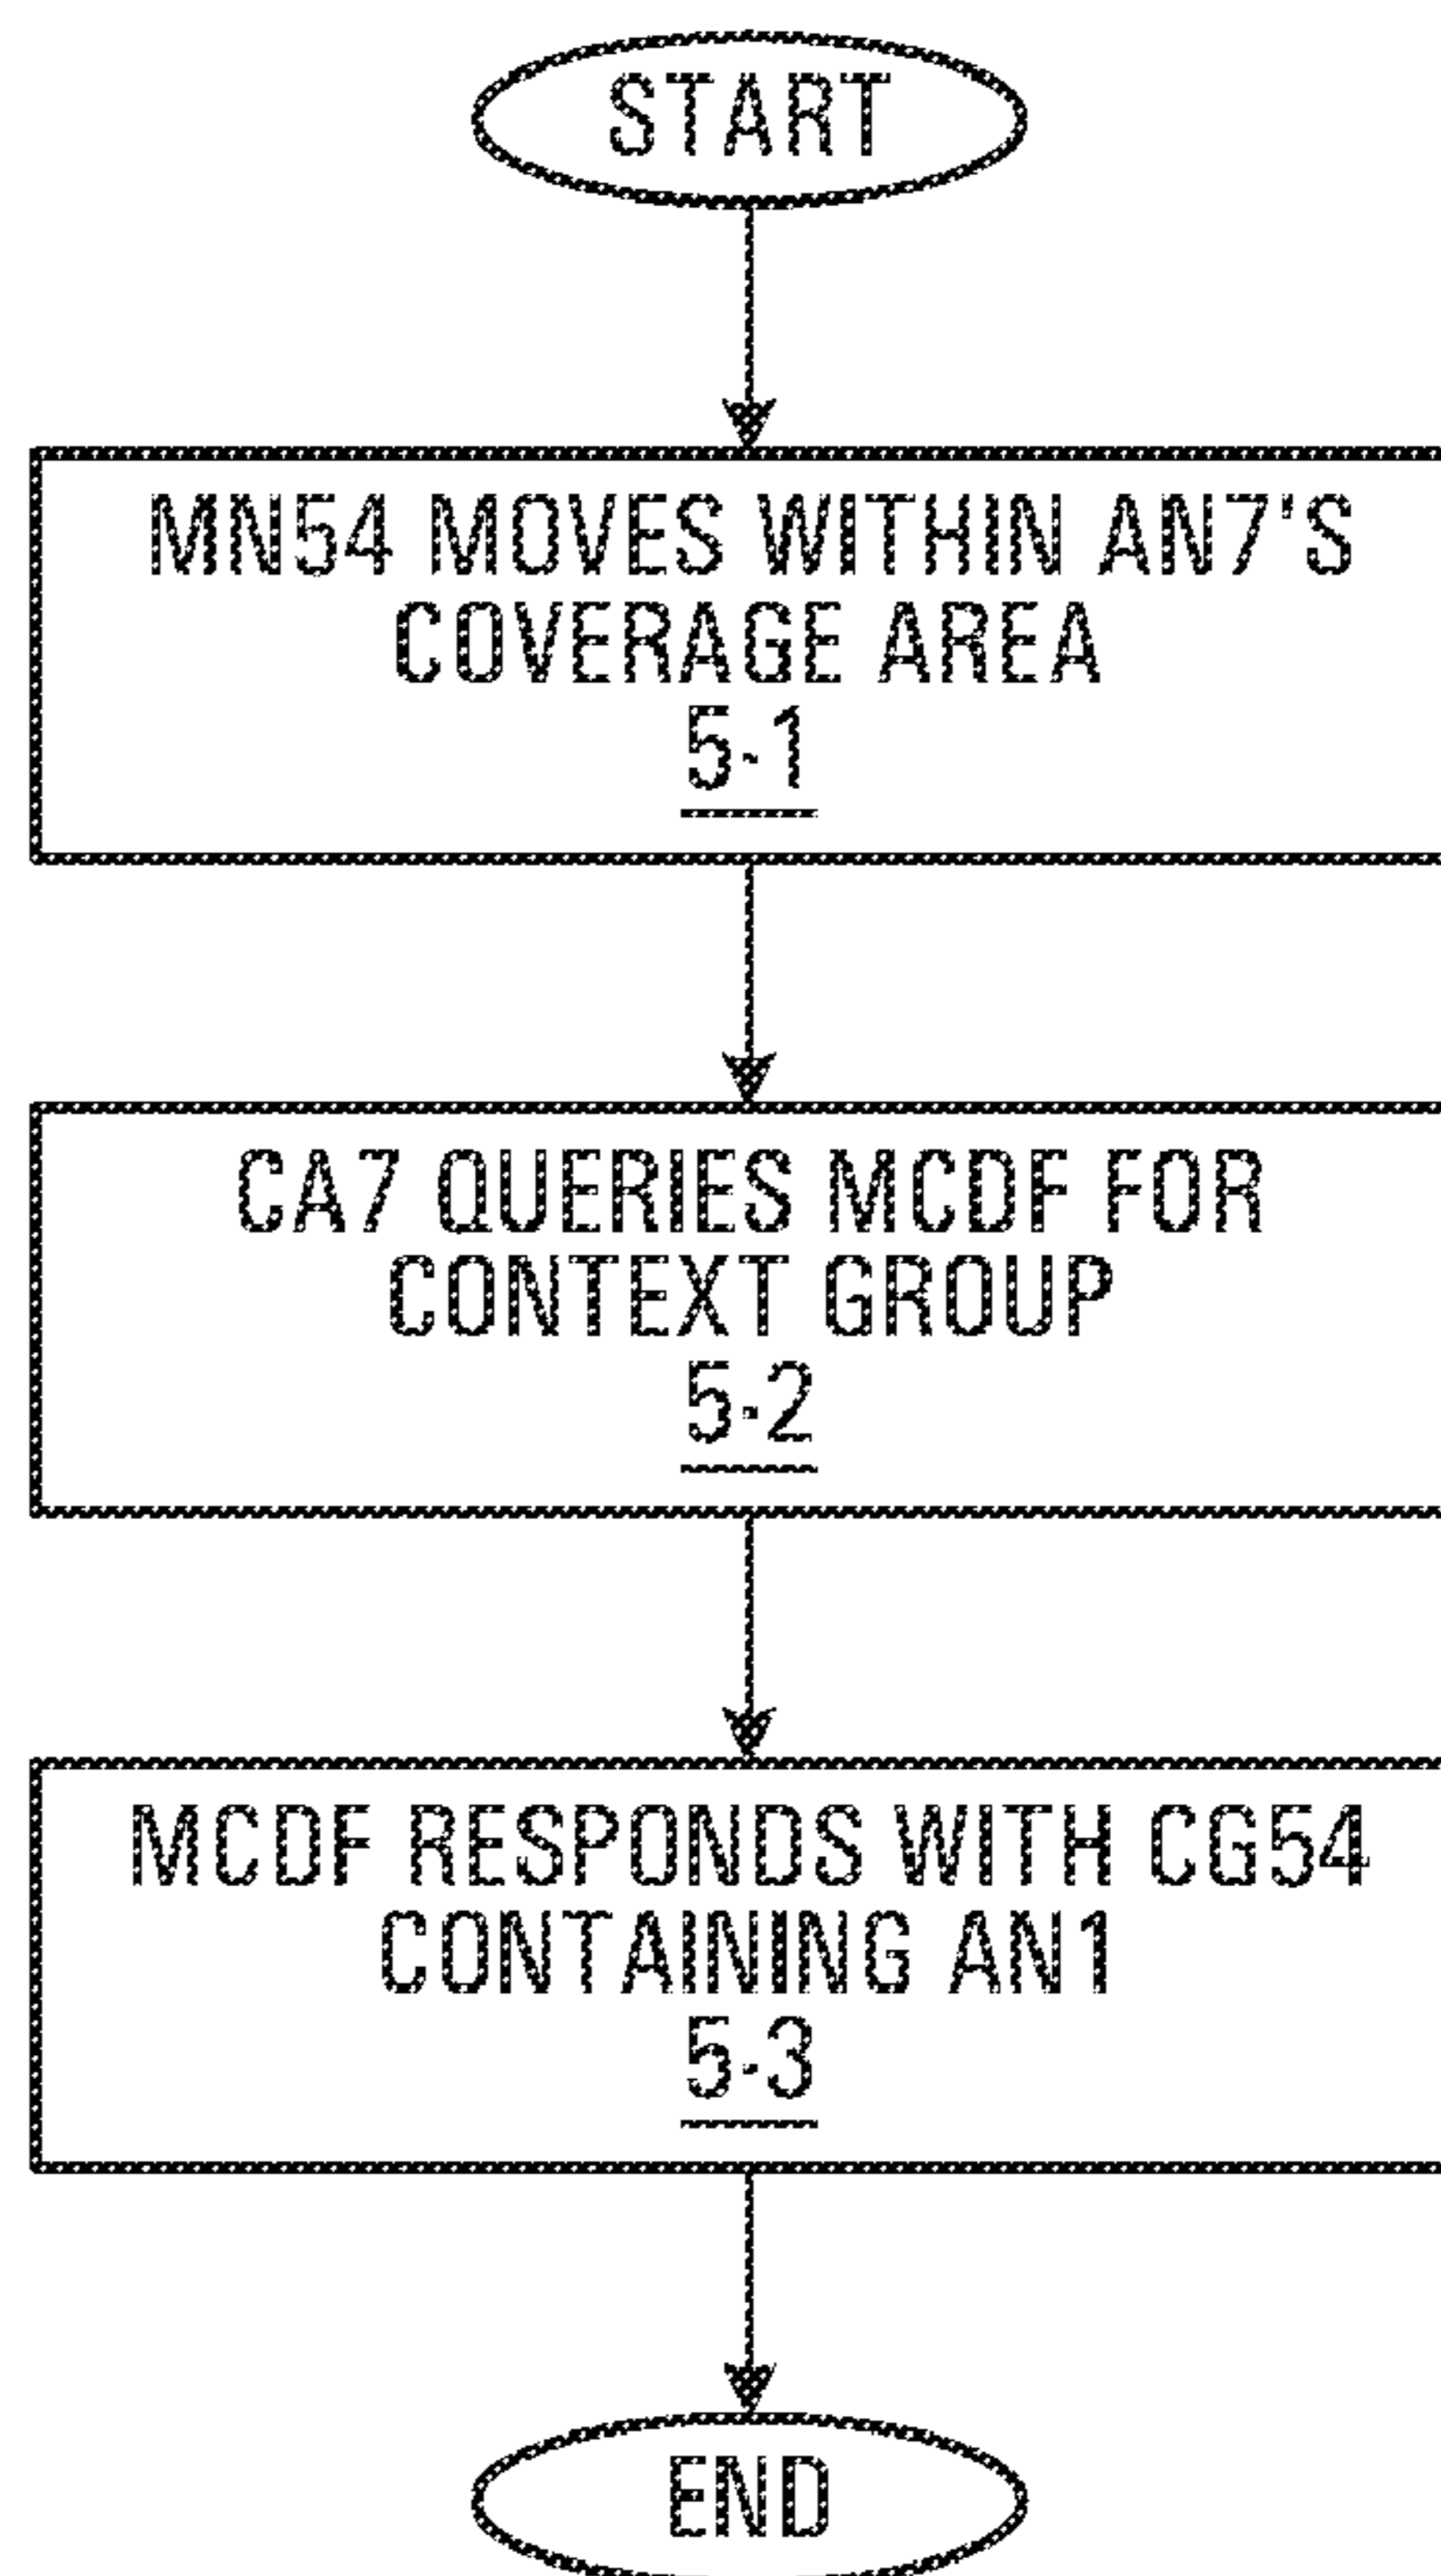 START
MN54 MOVES WITHIN AN7'S
COVERAGE AREA
5-1
CA7 QUERIES MCDF FOR
CONTEXT GROUP
5-2
MCDF RESPONDS WITH CG54
CONTAINING AN1
5-3
END